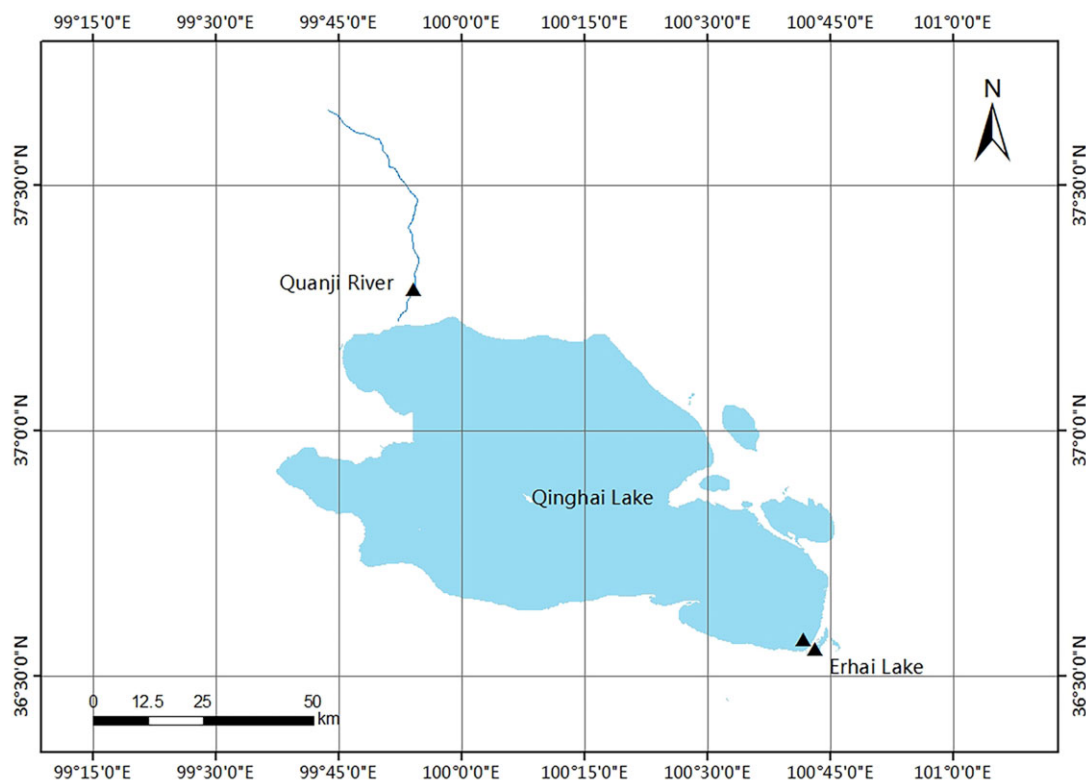 99°15'0"E 99°30'0"E 99°45'0"E 100°0'0"E 100°15'0"E 100°30'0"E 100°45'0"E 101°0'0"E
N
37°30'0"N 37°30'0"N
Quanji River
37°0'0"N 37°0'0"N
Qinghai Lake
Erhai Lake
36°30'0"N 36°30'0"N
0 12.5 25 50
km
99°15'0"E 99°30'0"E 99°45'0"E 100°0'0"E 100°15'0"E 100°30'0"E 100°45'0"E 101°0'0"E